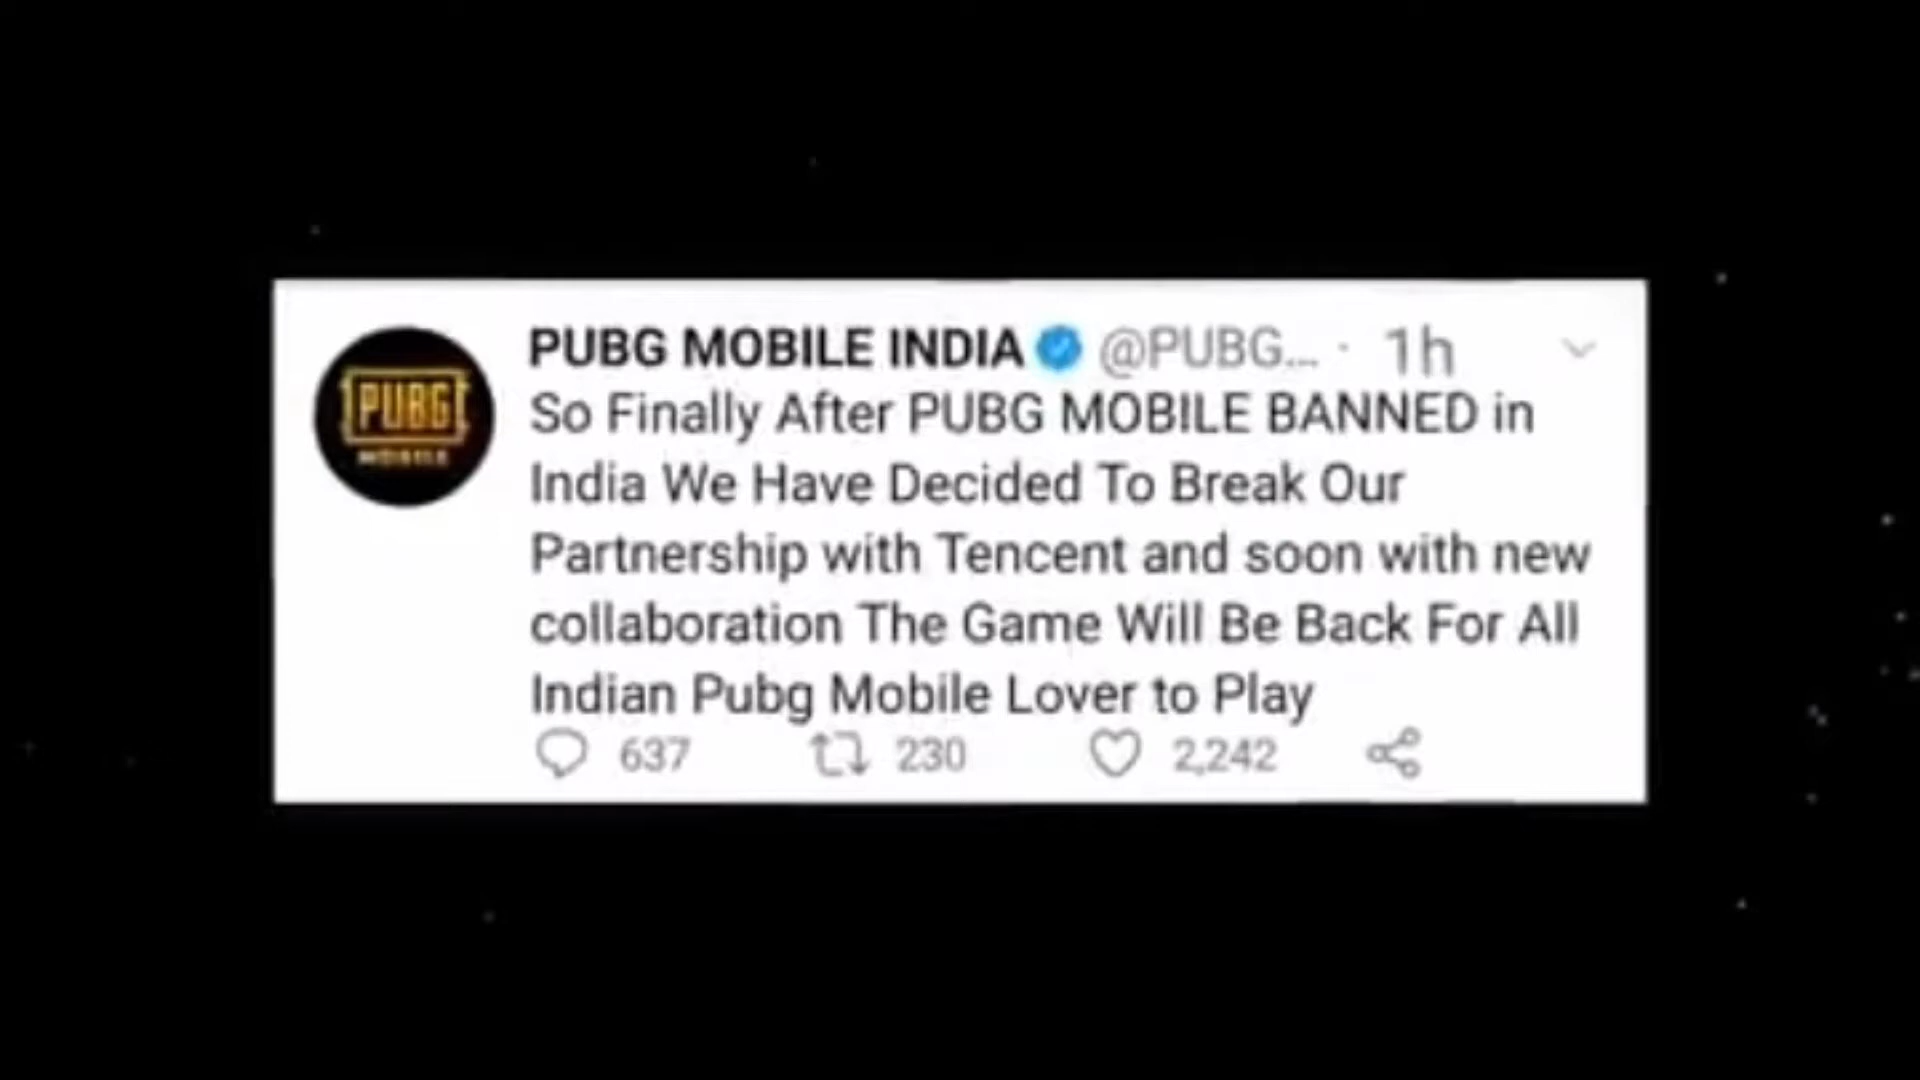 PUBG MOBILE INDIA @PUBG... · 1h
So Finally After PUBG MOBILE BANNED in
India We Have Decided To Break Our
Partnership with Tencent and soon with new
collaboration The Game Will Be Back For All
Indian Pubg Mobile Lover to Play
637 230 2,242
PUBG
MOBILE